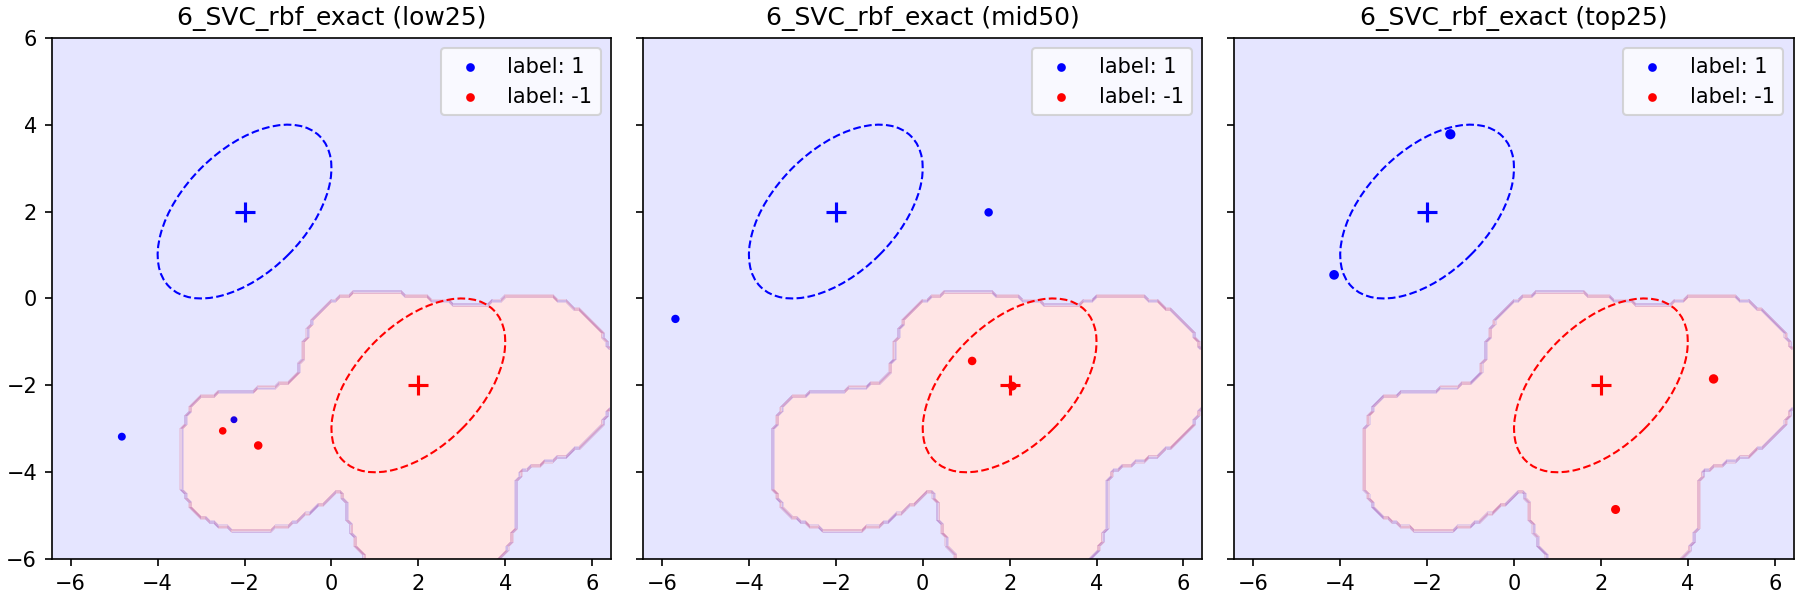 6_SVC_rbf_exact (low25)
6_SVC_rbf_exact (mid50)
6_SVC_rbf_exact (top25)
label: 1
label: -1
label: 1
label: -1
label: 1
label: -1
6
4
2
0
−2
−4
−6
−6 −4 −2 0 2 4 6
−6 −4 −2 0 2 4 6
−6 −4 −2 0 2 4 6